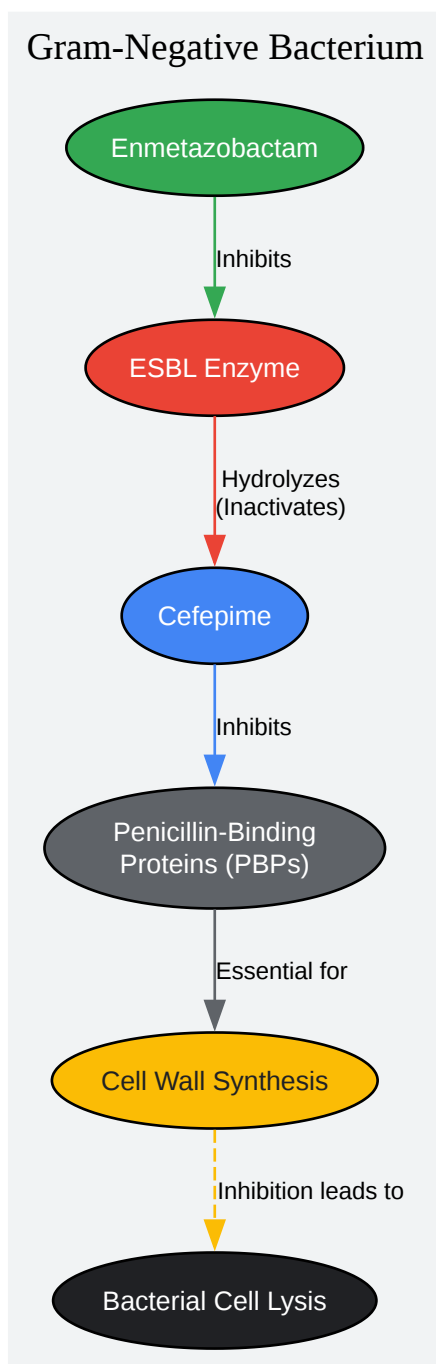 Gram-Negative Bacterium
Enmetazobactam
Inhibits
ESBL Enzyme
Hydrolyzes
(Inactivates)
Cefepime
Inhibits
Penicillin-Binding
Proteins (PBPs)
Essential for
Cell Wall Synthesis
Inhibition leads to
Bacterial Cell Lysis